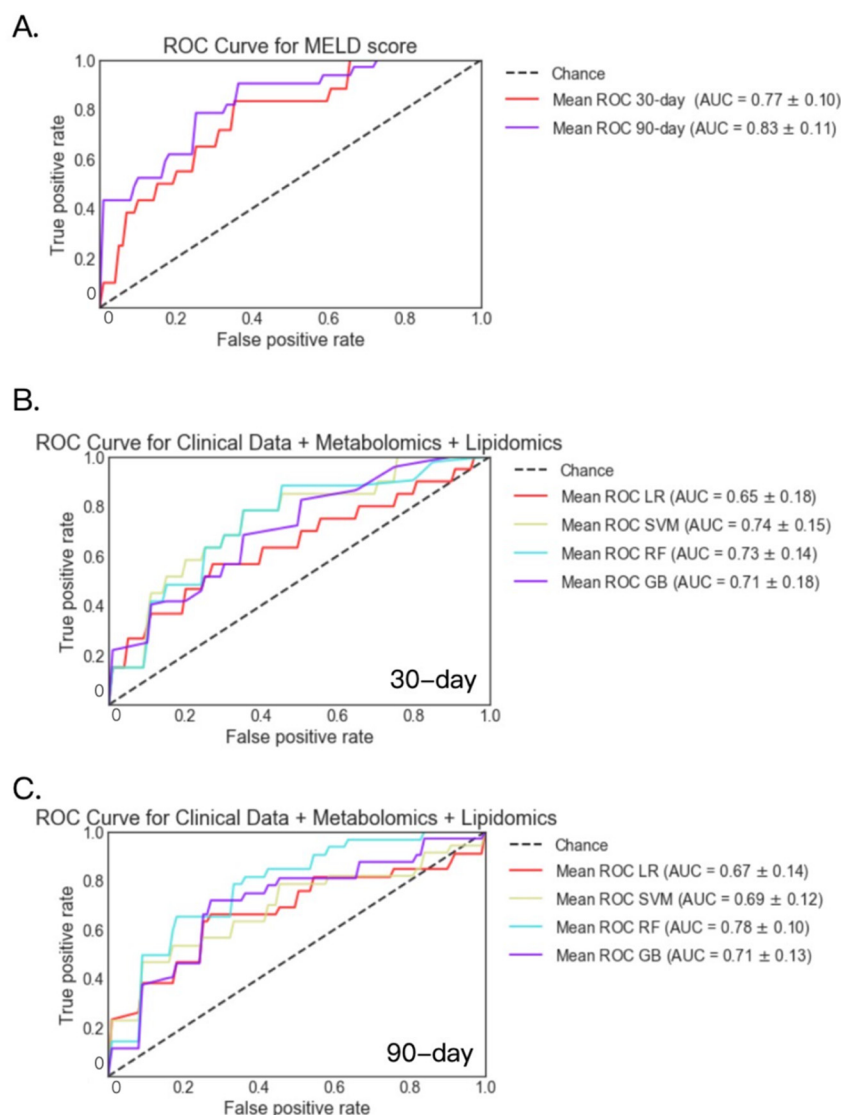 A.
ROC Curve for MELD score
1.0
0.8
0.6
0.4
0.2
0
True positive rate
0 0.2 0.4 0.6 0.8 1.0
False positive rate
Chance
Mean ROC 30-day (AUC = 0.77 ± 0.10)
Mean ROC 90-day (AUC = 0.83 ± 0.11)
B.
ROC Curve for Clinical Data + Metabolomics + Lipidomics
1.0
0.8
0.6
0.4
0.2
0
True positive rate
30-day
0 0.2 0.4 0.6 0.8 1.0
False positive rate
Chance
Mean ROC LR (AUC = 0.65 ± 0.18)
Mean ROC SVM (AUC = 0.74 ± 0.15)
Mean ROC RF (AUC = 0.73 ± 0.14)
Mean ROC GB (AUC = 0.71 ± 0.18)
C.
ROC Curve for Clinical Data + Metabolomics + Lipidomics
1.0
0.8
0.6
0.4
0.2
0
True positive rate
90-day
0 0.2 0.4 0.6 0.8 1.0
False positive rate
Chance
Mean ROC LR (AUC = 0.67 ± 0.14)
Mean ROC SVM (AUC = 0.69 ± 0.12)
Mean ROC RF (AUC = 0.78 ± 0.10)
Mean ROC GB (AUC = 0.71 ± 0.13)